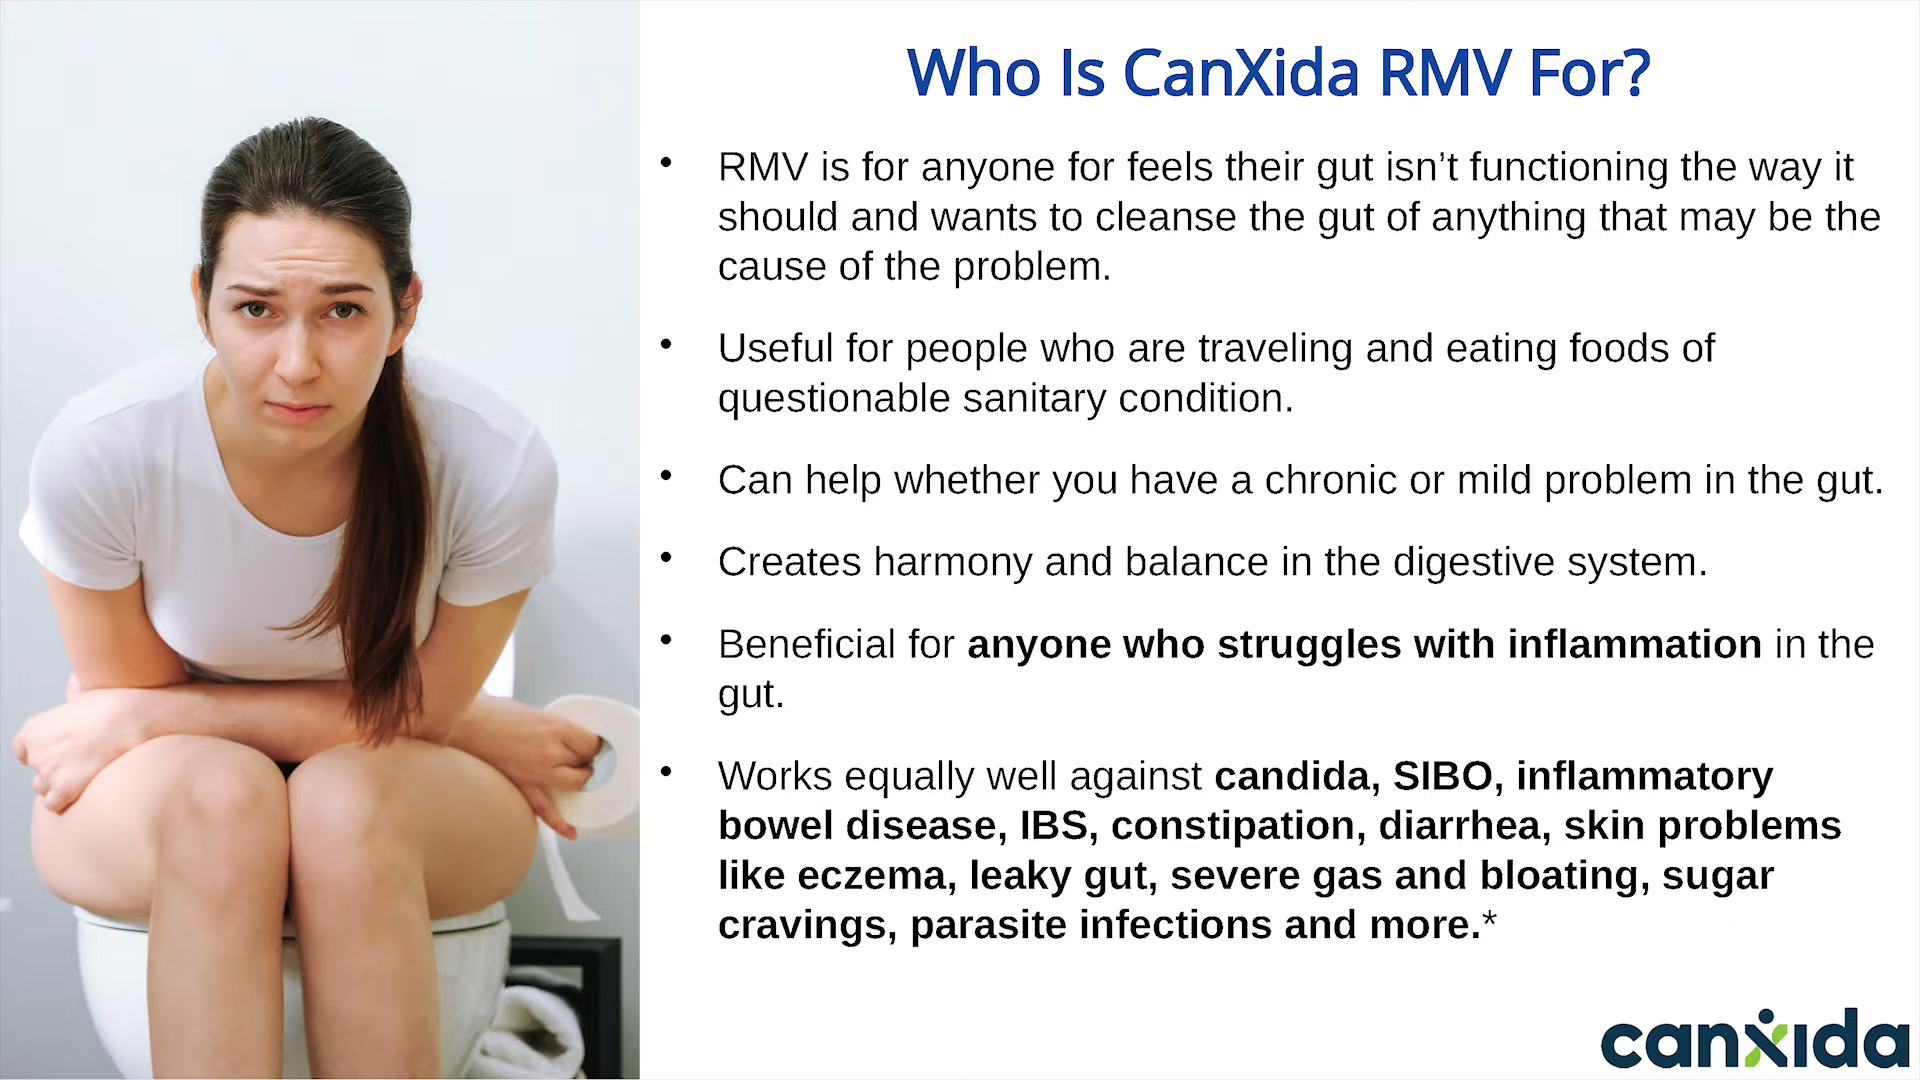 Who Is CanXida RMV For?
• RMV is for anyone for feels their gut isn’t functioning the way it
should and wants to cleanse the gut of anything that may be the
cause of the problem.
• Useful for people who are traveling and eating foods of
questionable sanitary condition.
• Can help whether you have a chronic or mild problem in the gut.
• Creates harmony and balance in the digestive system.
• Beneficial for anyone who struggles with inflammation in the
gut.
• Works equally well against candida, SIBO, inflammatory
bowel disease, IBS, constipation, diarrhea, skin problems
like eczema, leaky gut, severe gas and bloating, sugar
cravings, parasite infections and more.*
canxida